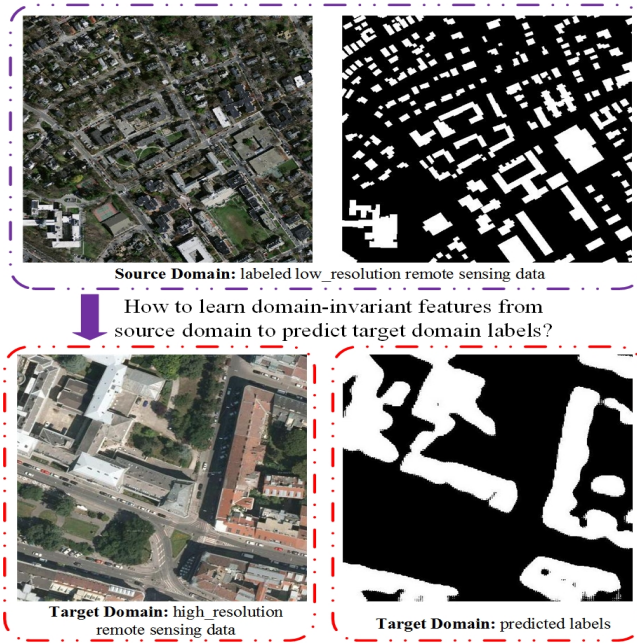 Source Domain: labeled low_resolution remote sensing data
How to learn domain-invariant features from
source domain to predict target domain labels?
Target Domain: high_resolution
remote sensing data
Target Domain: predicted labels